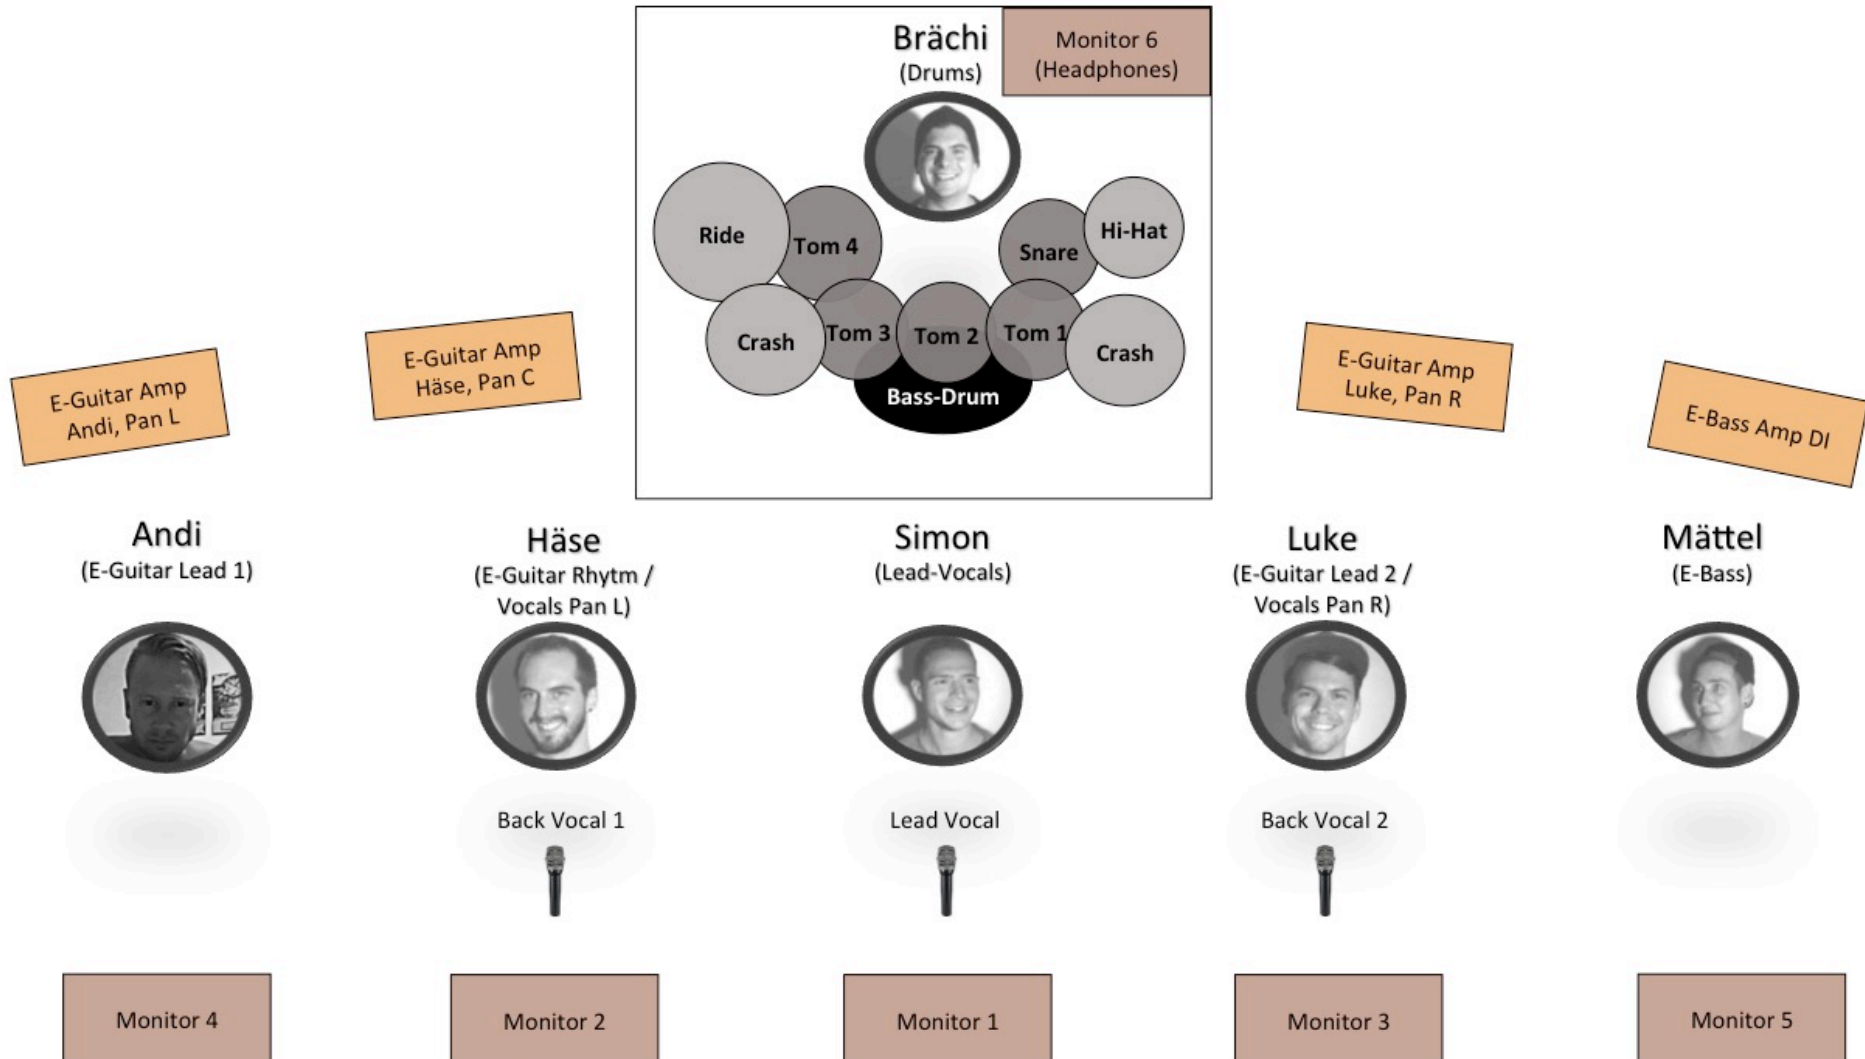 Brächi
(Drums)
Monitor 6
(Headphones)
Ride
Tom 4
Snare
Hi-Hat
Crash
Tom 3
Tom 2
Tom 1
Crash
Bass-Drum
E-Guitar Amp
Andi, Pan L
E-Guitar Amp
Häse, Pan C
E-Guitar Amp
Luke, Pan R
E-Bass Amp DI
Andi
(E-Guitar Lead 1)
Häse
(E-Guitar Rhytm /
Vocals Pan L)
Simon
(Lead-Vocals)
Luke
(E-Guitar Lead 2 /
Vocals Pan R)
Mättel
(E-Bass)
Back Vocal 1
Lead Vocal
Back Vocal 2
Monitor 4
Monitor 2
Monitor 1
Monitor 3
Monitor 5